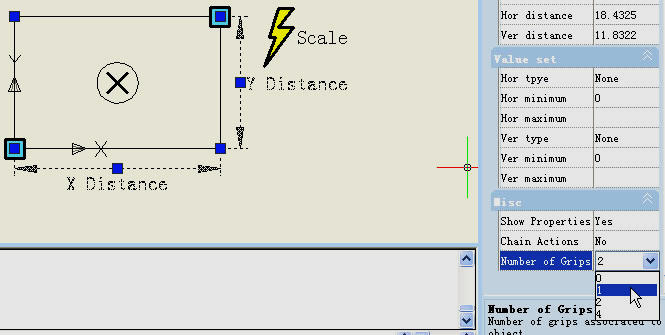 Scale
Y Distance
X Distance
Hor distance 18.4325
Ver distance 11.8322
Value set
Hor tpye None
Hor minimum 0
Hor maximum
Ver type None
Ver minimum 0
Ver maximum
Misc
Show Properties Yes
Chain Actions No
Number of Grips 2
0
1
2
4
Number of Grips
Number of grips associated to
object